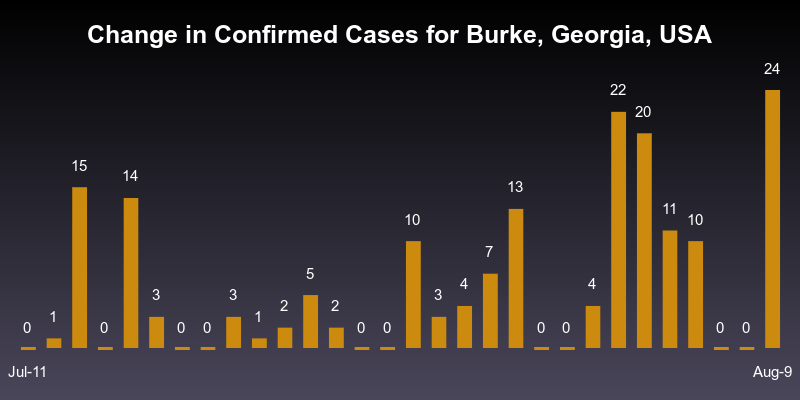 Change in Confirmed Cases for Burke, Georgia, USA
0 1 15 0 14 3 0 0 3 1 2 5 2 0 0 10 3 4 7 13 0 0 4 22 20 11 10 0 0 24
Jul-11 Aug-9